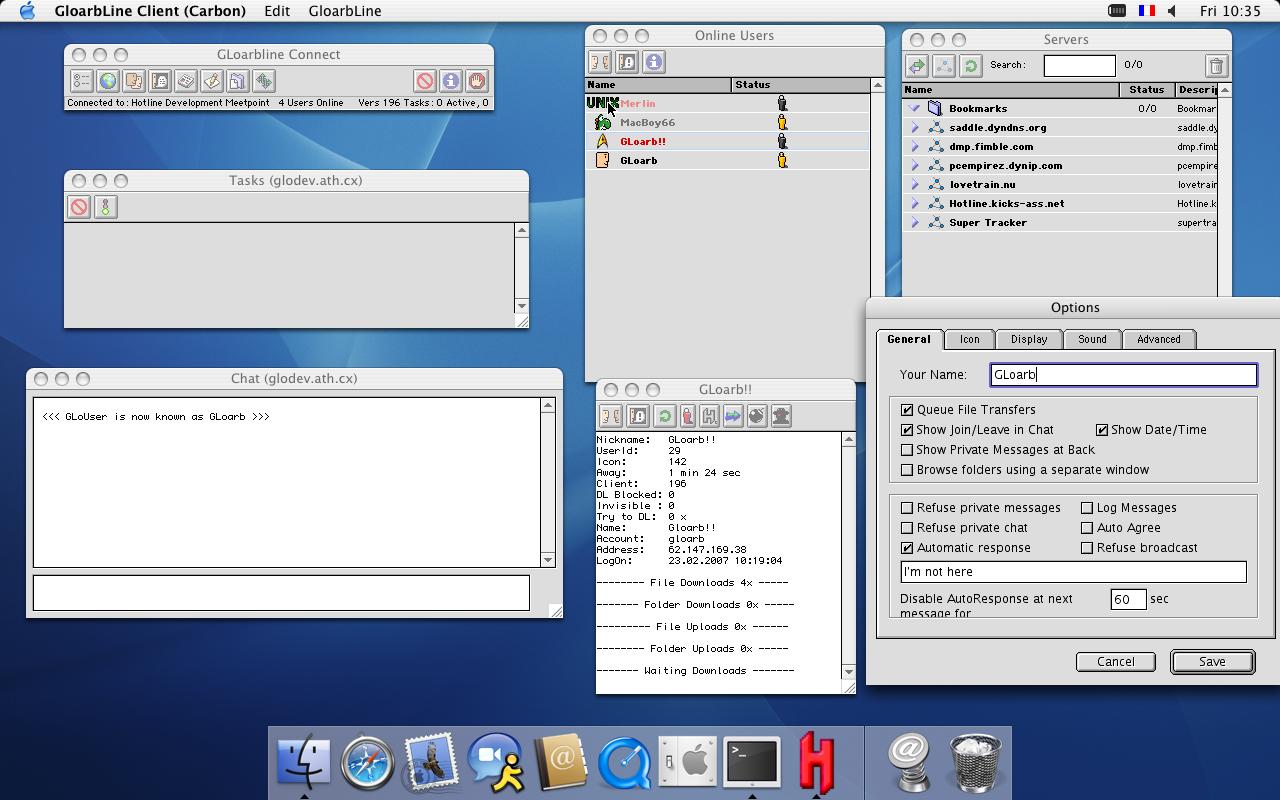 GloarbLine Client (Carbon) Edit GloarbLine Fri 10:35
GLoarbline Connect
Connected to: Hotline Development Meetpoint 4 Users Online Vers 196 Tasks: 0 Active, 0
Tasks (glodev.ath.cx)
Chat (glodev.ath.cx)
<<< GLoUser is now known as GLoarb >>>
Online Users
Name Status
UNIX Merlin
MacBoy66
GLoarb!!
GLoarb
Servers
Search: 0/0
Name Status Descrip
Bookmarks 0/0 Bookmar
saddle.dyndns.org saddle.dy
dmp.fimble.com dmp.fimb
pcempirez.dynip.com pcempire
lovetrain.nu lovetrain
Hotline.kicks-ass.net Hotline.k
Super Tracker supertra
GLoarb!!
Nickname: GLoarb!!
UserId: 29
Icon: 142
Away: 1 min 24 sec
Client: 196
DL Blocked: 0
Invisible : 0
Try to DL: 0 x
Name: Gloarb!!
Account: gloarb
Address: 62.147.169.38
LogOn: 23.02.2007 10:19:04
-------- File Downloads 4x -----
------- Folder Downloads 0x -----
--------- File Uploads 0x ------
-------- Folder Uploads 0x -----
------- Waiting Downloads -------
Options
General Icon Display Sound Advanced
Your Name: GLoarb
Queue File Transfers
Show Join/Leave in Chat Show Date/Time
Show Private Messages at Back
Browse folders using a separate window
Refuse private messages Log Messages
Refuse private chat Auto Agree
Automatic response Refuse broadcast
I'm not here
Disable AutoResponse at next 60 sec
message for
Cancel Save